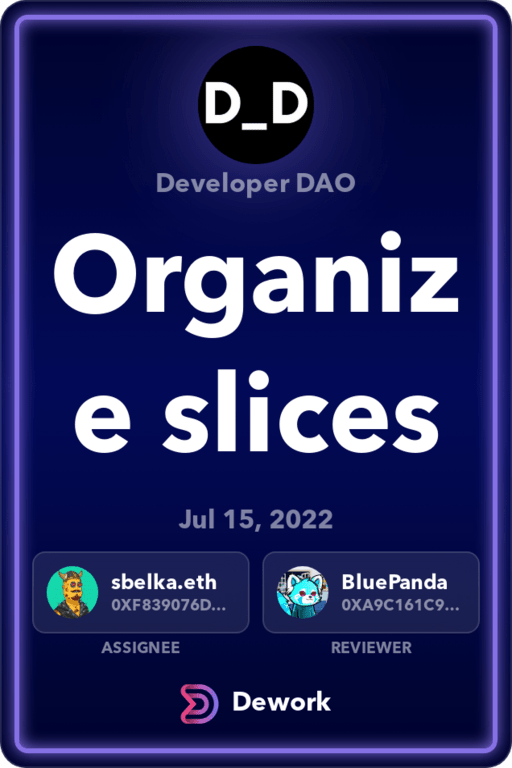 D_D
Developer DAO
Organiz
e slices
Jul 15, 2022
sbelka.eth
0XF839076D...
BluePanda
0XA9C161C9...
ASSIGNEE
REVIEWER
Dework